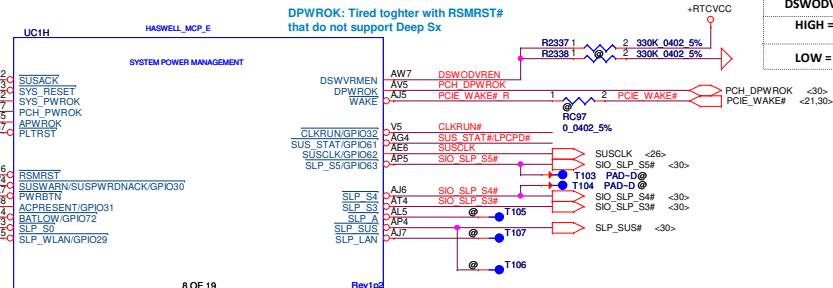 DPWROK: Tired toghter with RSMRST#
that do not support Deep Sx
+RTCVCC
DSWODV
HIGH =
LOW =
UC1H
HASWELL_MCP_E
SYSTEM POWER MANAGEMENT
R2337 1 @ 2 330K_0402_5%
R2338 1 2 330K_0402_5%
SUSACK
SYS_RESET
SYS_PWROK
PCH_PWROK
APWROK
PLTRST
RSMRST
SUSWARN/SUSPWRDNACK/GPIO30
PWRBTN
ACPRESENT/GPIO31
BATLOW/GPIO72
SLP_S0
SLP_WLAN/GPIO29
DSWVRMEN AW7 DSWODVREN
DPWROK AV5 PCH_DPWROK
WAKE AJ5 PCIE_WAKE#_R 1 2 PCIE_WAKE#
PCH_DPWROK <30>
PCIE_WAKE# <21,30>
@
RC97
0_0402_5%
CLKRUN/GPIO32 V5 CLKRUN#
SUS_STAT/GPIO61 AG4 SUS_STAT#/LPCPD#
SUSCLK/GPIO62 AE6 SUSCLK
SLP_S5/GPIO63 AP5 SIO_SLP_S5#
SUSCLK <26>
SIO_SLP_S5# <30>
T103 PAD~D @
T104 PAD~D @
SLP_S4 AJ6 SIO_SLP_S4#
SLP_S3 AT4 SIO_SLP_S3#
SLP_A AL5 @ T105
SLP_SUS AP4
SLP_LAN AJ7 @ T107
SIO_SLP_S4# <30>
SIO_SLP_S3# <30>
SLP_SUS# <30>
@ T106
8 OF 19
Rev1p2